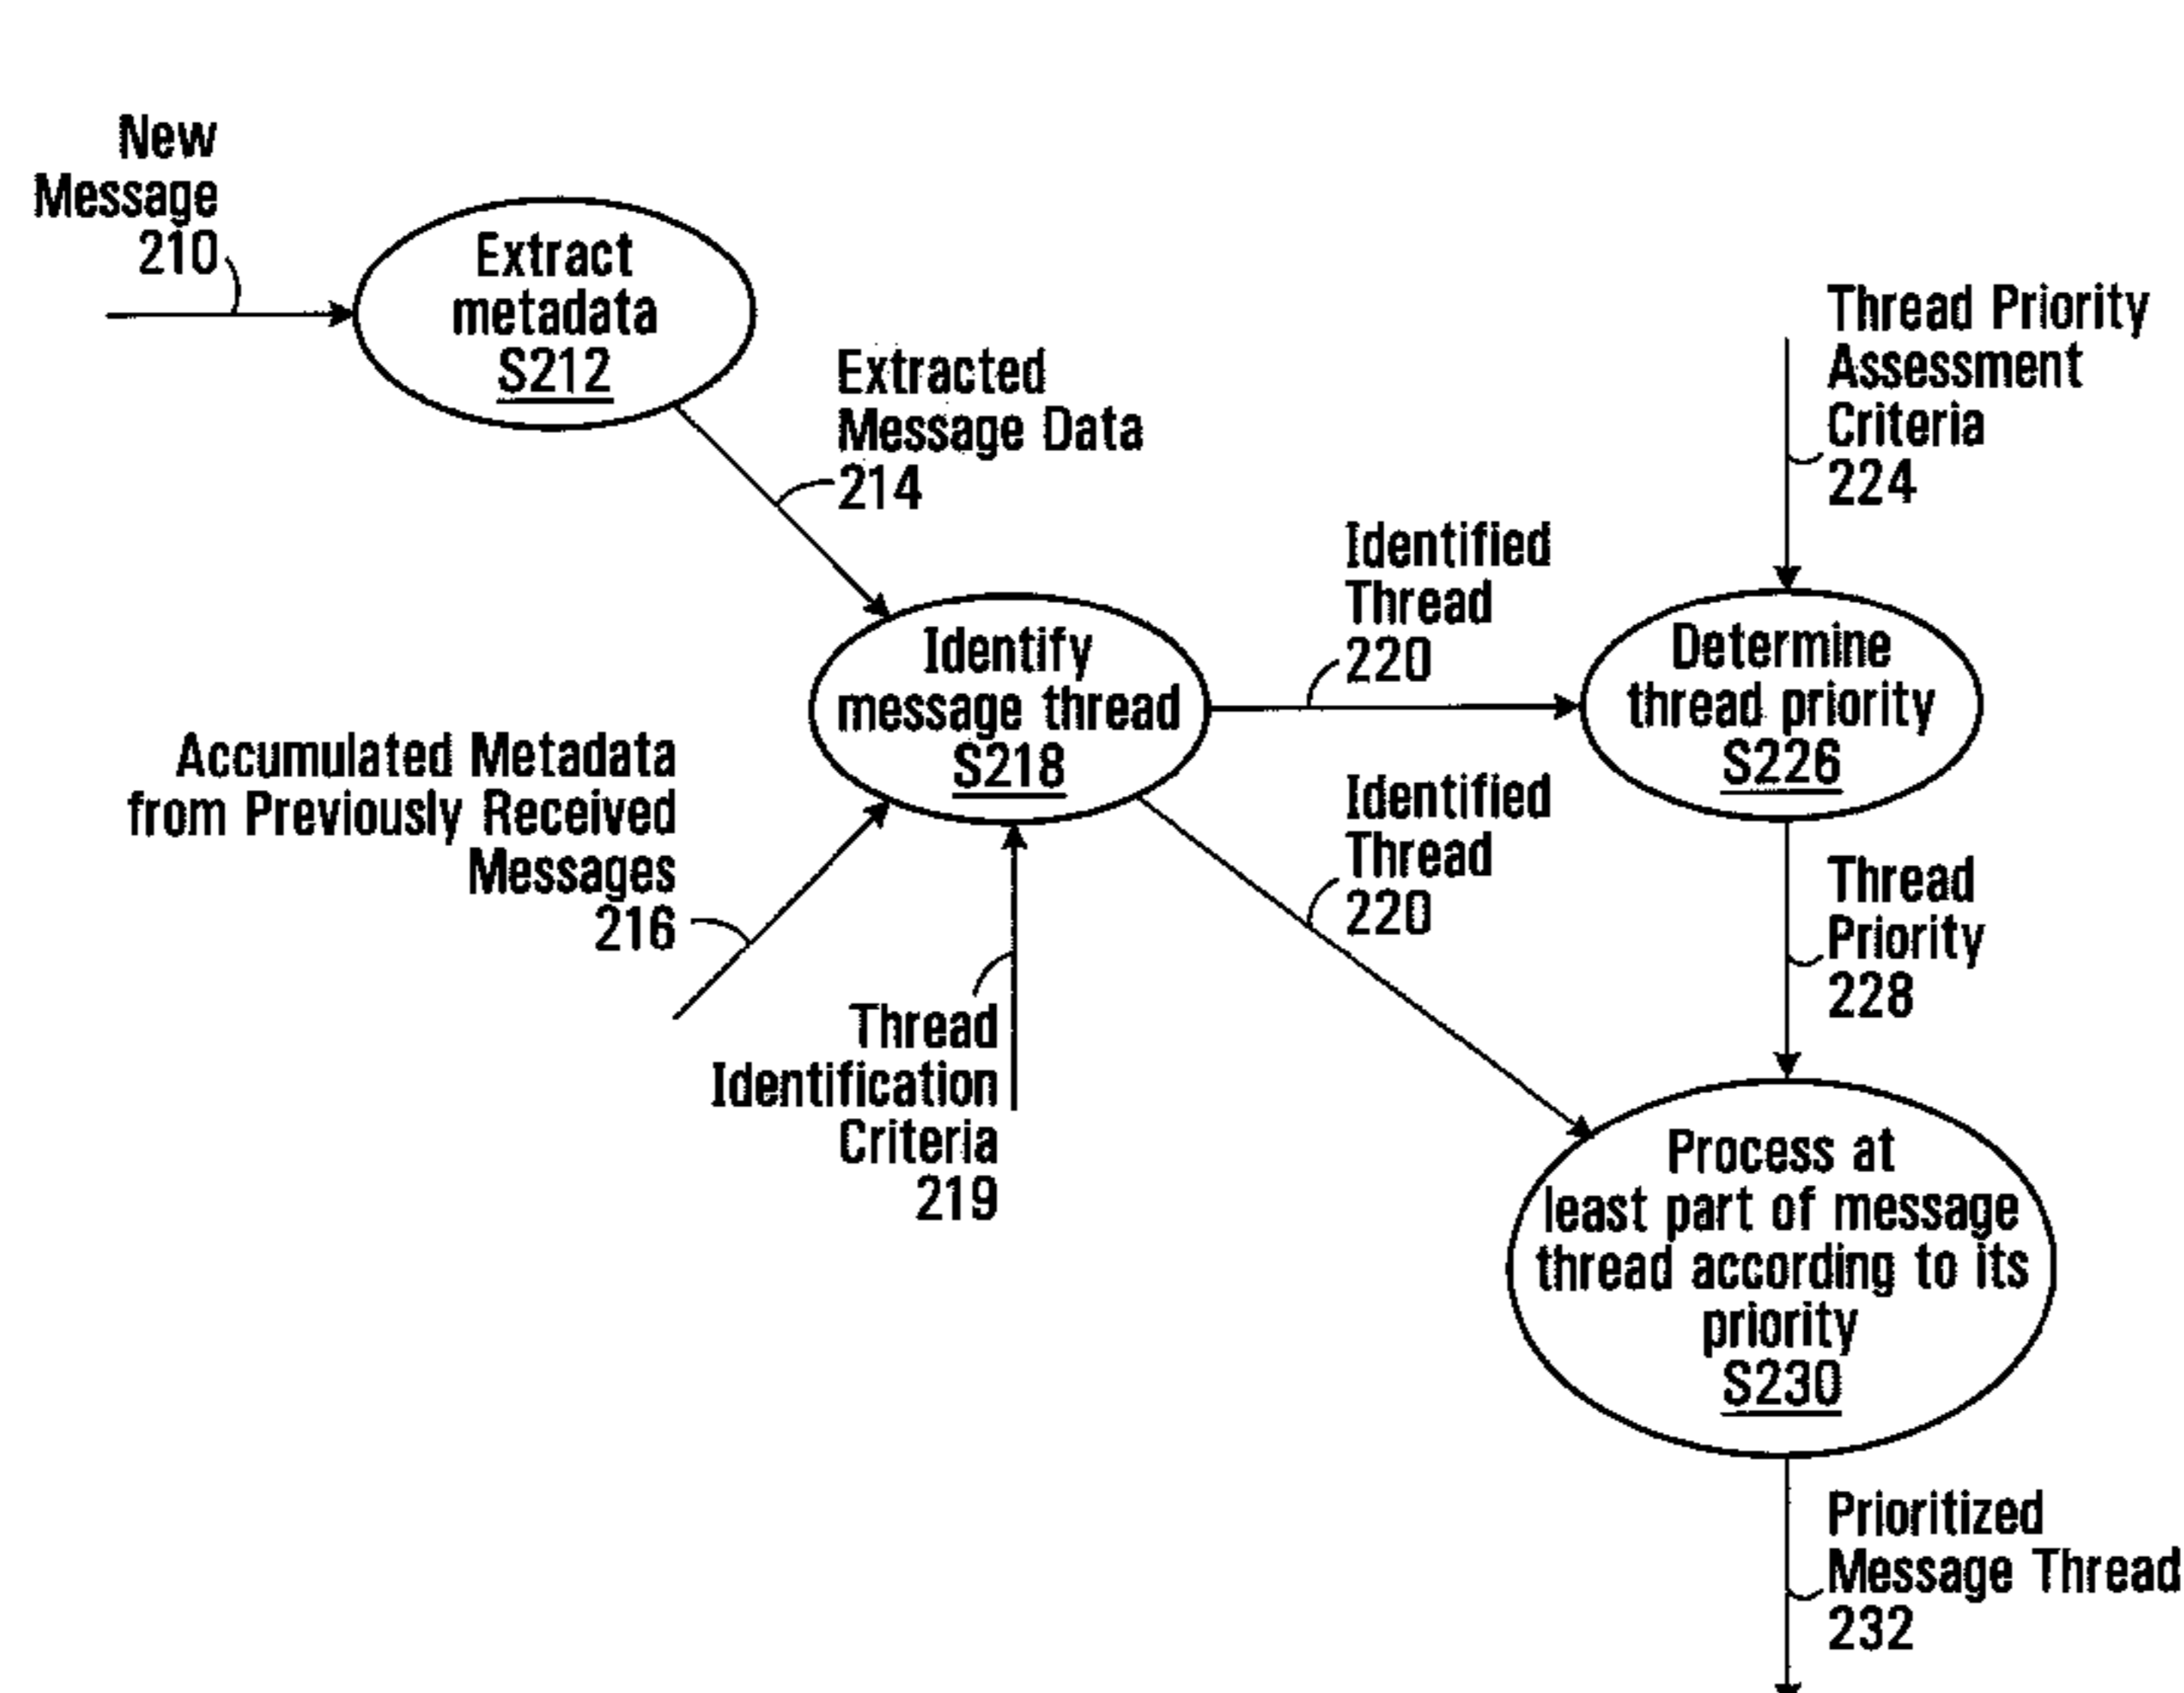 New
Message
210
Extract
metadata
S212
Extracted
Message Data
214
Thread Priority
Assessment
Criteria
224
Identified
Thread
220
Identify
message thread
S218
Determine
thread priority
S226
Accumulated Metadata
from Previously Received
Messages
216
Identified
Thread
220
Thread
Priority
228
Thread
Identification
Criteria
219
Process at
least part of message
thread according to its
priority
S230
Prioritized
Message Thread
232